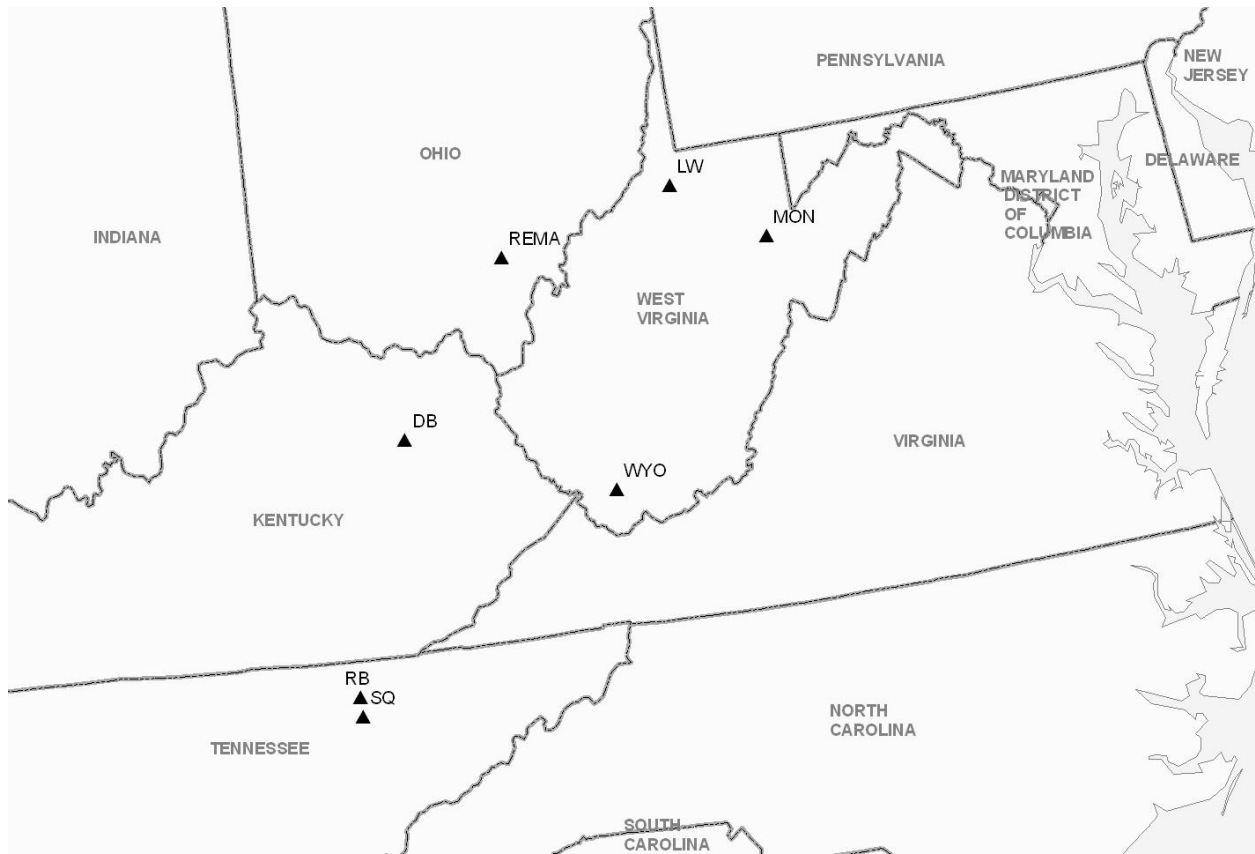 PENNSYLVANIA
NEW
JERSEY
OHIO
LW
DELAWARE
MARYLAND
DISTRICT
OF
COLUMBIA
MON
INDIANA
REMA
WEST
VIRGINIA
DB
VIRGINIA
WYO
KENTUCKY
RB
SQ
NORTH
CAROLINA
TENNESSEE
SOUTH
CAROLINA